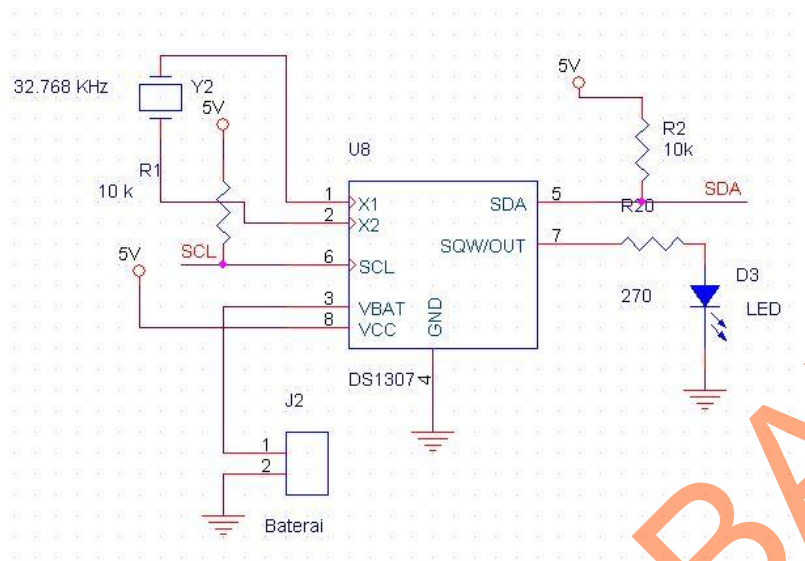 32.768 KHz
Y2
5V
R1
10 k
5V
R2
10k
U8
1
X1
2
X2
SDA
5
SDA
R20
SQW/OUT
7
SCL
6
SCL
5V
3
VBAT
8
VCC
GND
4
270
D3
LED
DS1307
J2
1
2
Baterai
BA